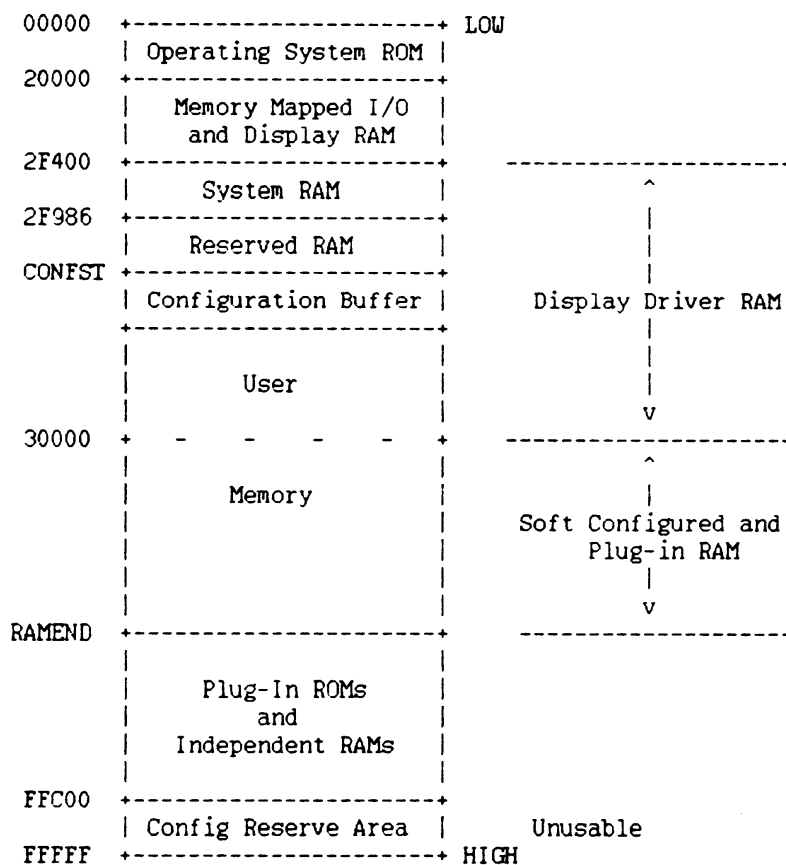 00000 LOW
Operating System ROM
20000
Memory Mapped I/O
and Display RAM
2F400
System RAM
2F986
Reserved RAM
CONFST
Configuration Buffer Display Driver RAM
User
30000
Memory
Soft Configured and
Plug-in RAM
RAMEND
Plug-In ROMs
and
Independent RAMs
FFC00
Config Reserve Area Unusable
FFFFF HIGH